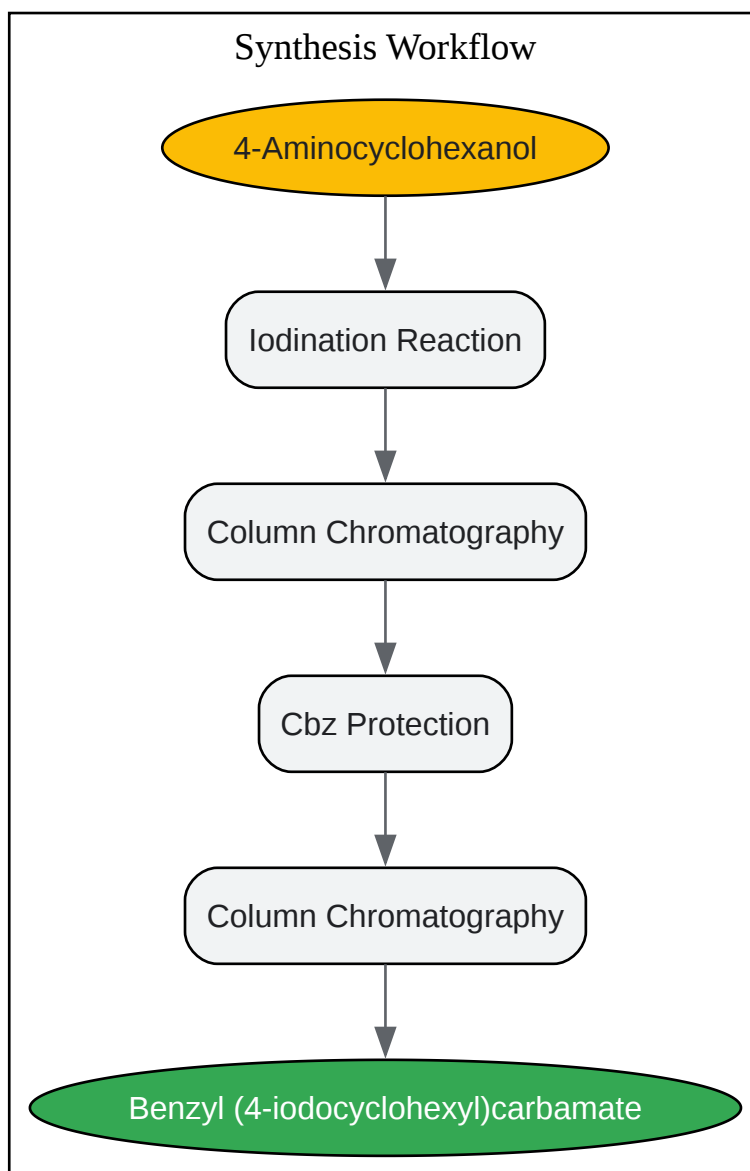 Synthesis Workflow
4-Aminocyclohexanol
Iodination Reaction
Column Chromatography
Cbz Protection
Column Chromatography
Benzyl (4-iodocyclohexyl)carbamate